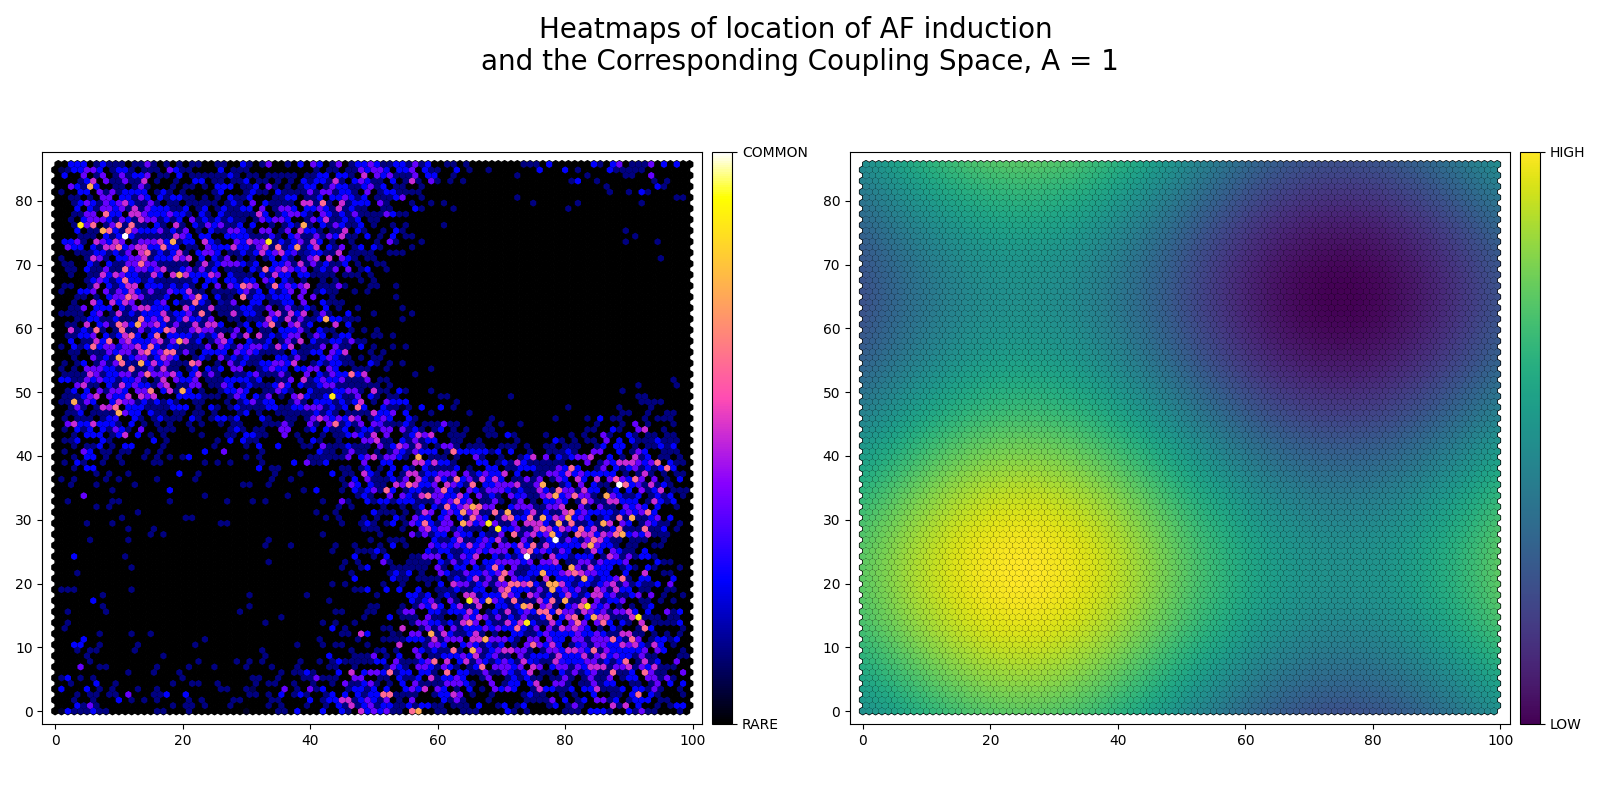 Heatmaps of location of AF induction
and the Corresponding Coupling Space, A = 1
COMMON
RARE
80
70
60
50
40
30
20
10
0
0 20 40 60 80 100
HIGH
LOW
80
70
60
50
40
30
20
10
0
0 20 40 60 80 100